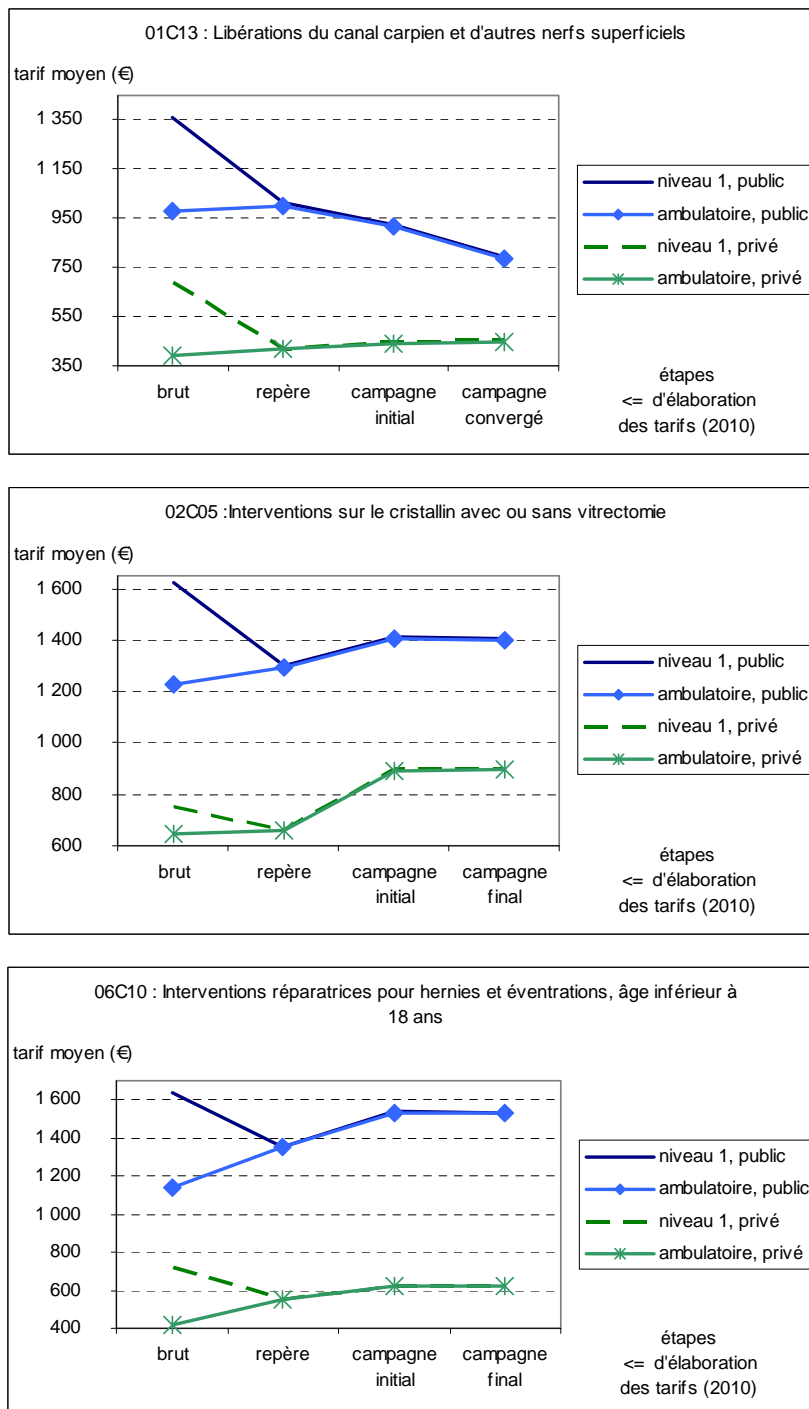 01C13 : Libérations du canal carpien et d'autres nerfs superficiels
tarif moyen (€)
1 350
1 150
950
750
550
350
brut
repère
campagne
initial
campagne
convergé
niveau 1, public
ambulatoire, public
niveau 1, privé
ambulatoire, privé
étapes
<= d'élaboration
des tarifs (2010)
02C05 :Interventions sur le cristallin avec ou sans vitrectomie
tarif moyen (€)
1 600
1 400
1 200
1 000
800
600
brut
repère
campagne
initial
campagne
final
niveau 1, public
ambulatoire, public
niveau 1, privé
ambulatoire, privé
étapes
<= d'élaboration
des tarifs (2010)
06C10 : Interventions réparatrices pour hernies et éventrations, âge inférieur à
18 ans
tarif moyen (€)
1 600
1 400
1 200
1 000
800
600
400
brut
repère
campagne
initial
campagne
final
niveau 1, public
ambulatoire, public
niveau 1, privé
ambulatoire, privé
étapes
<= d'élaboration
des tarifs (2010)